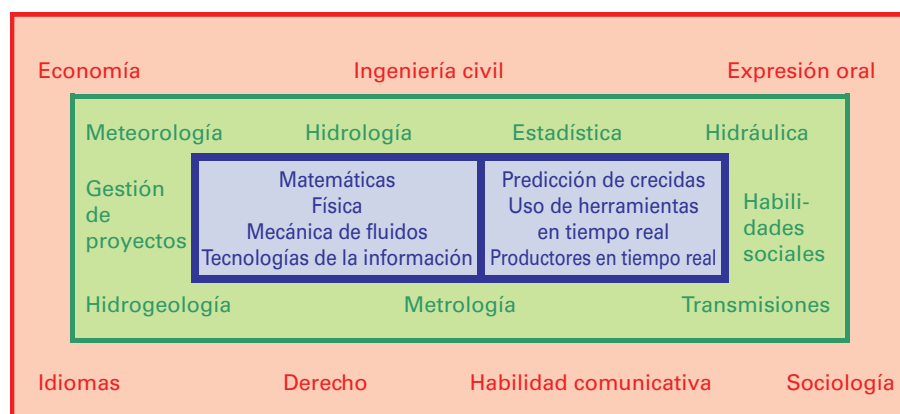 Economía Ingeniería civil Expresión oral
Meteorología Hidrología Estadística Hidráulica
Gestión
de
proyectos
Matemáticas
Física
Mecánica de fluidos
Tecnologías de la información
Predicción de crecidas
Uso de herramientas
en tiempo real
Productores en tiempo real
Habili-
dades
sociales
Hidrogeología Metrología Transmisiones
Idiomas Derecho Habilidad comunicativa Sociología